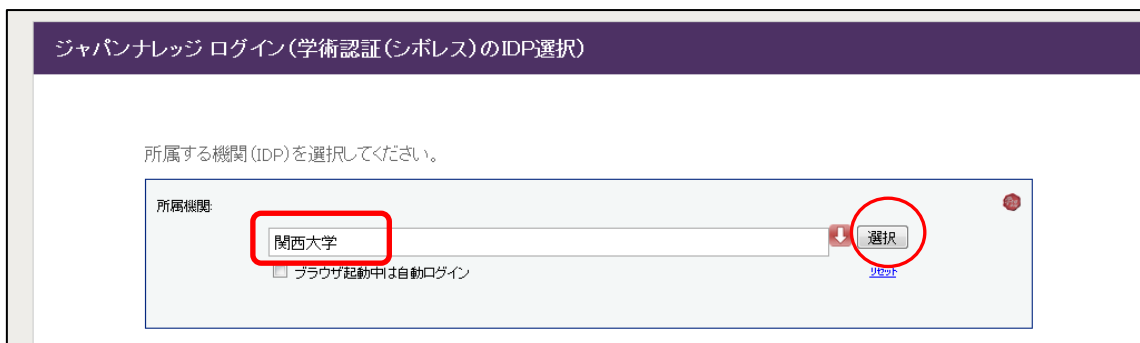 ジャパンナレッジ ログイン(学術認証(シボレス)のIDP選択)
所属する機関(IDP)を選択してください。
所属機関:
関西大学
選択
ブラウザ起動中は自動ログイン
リセット